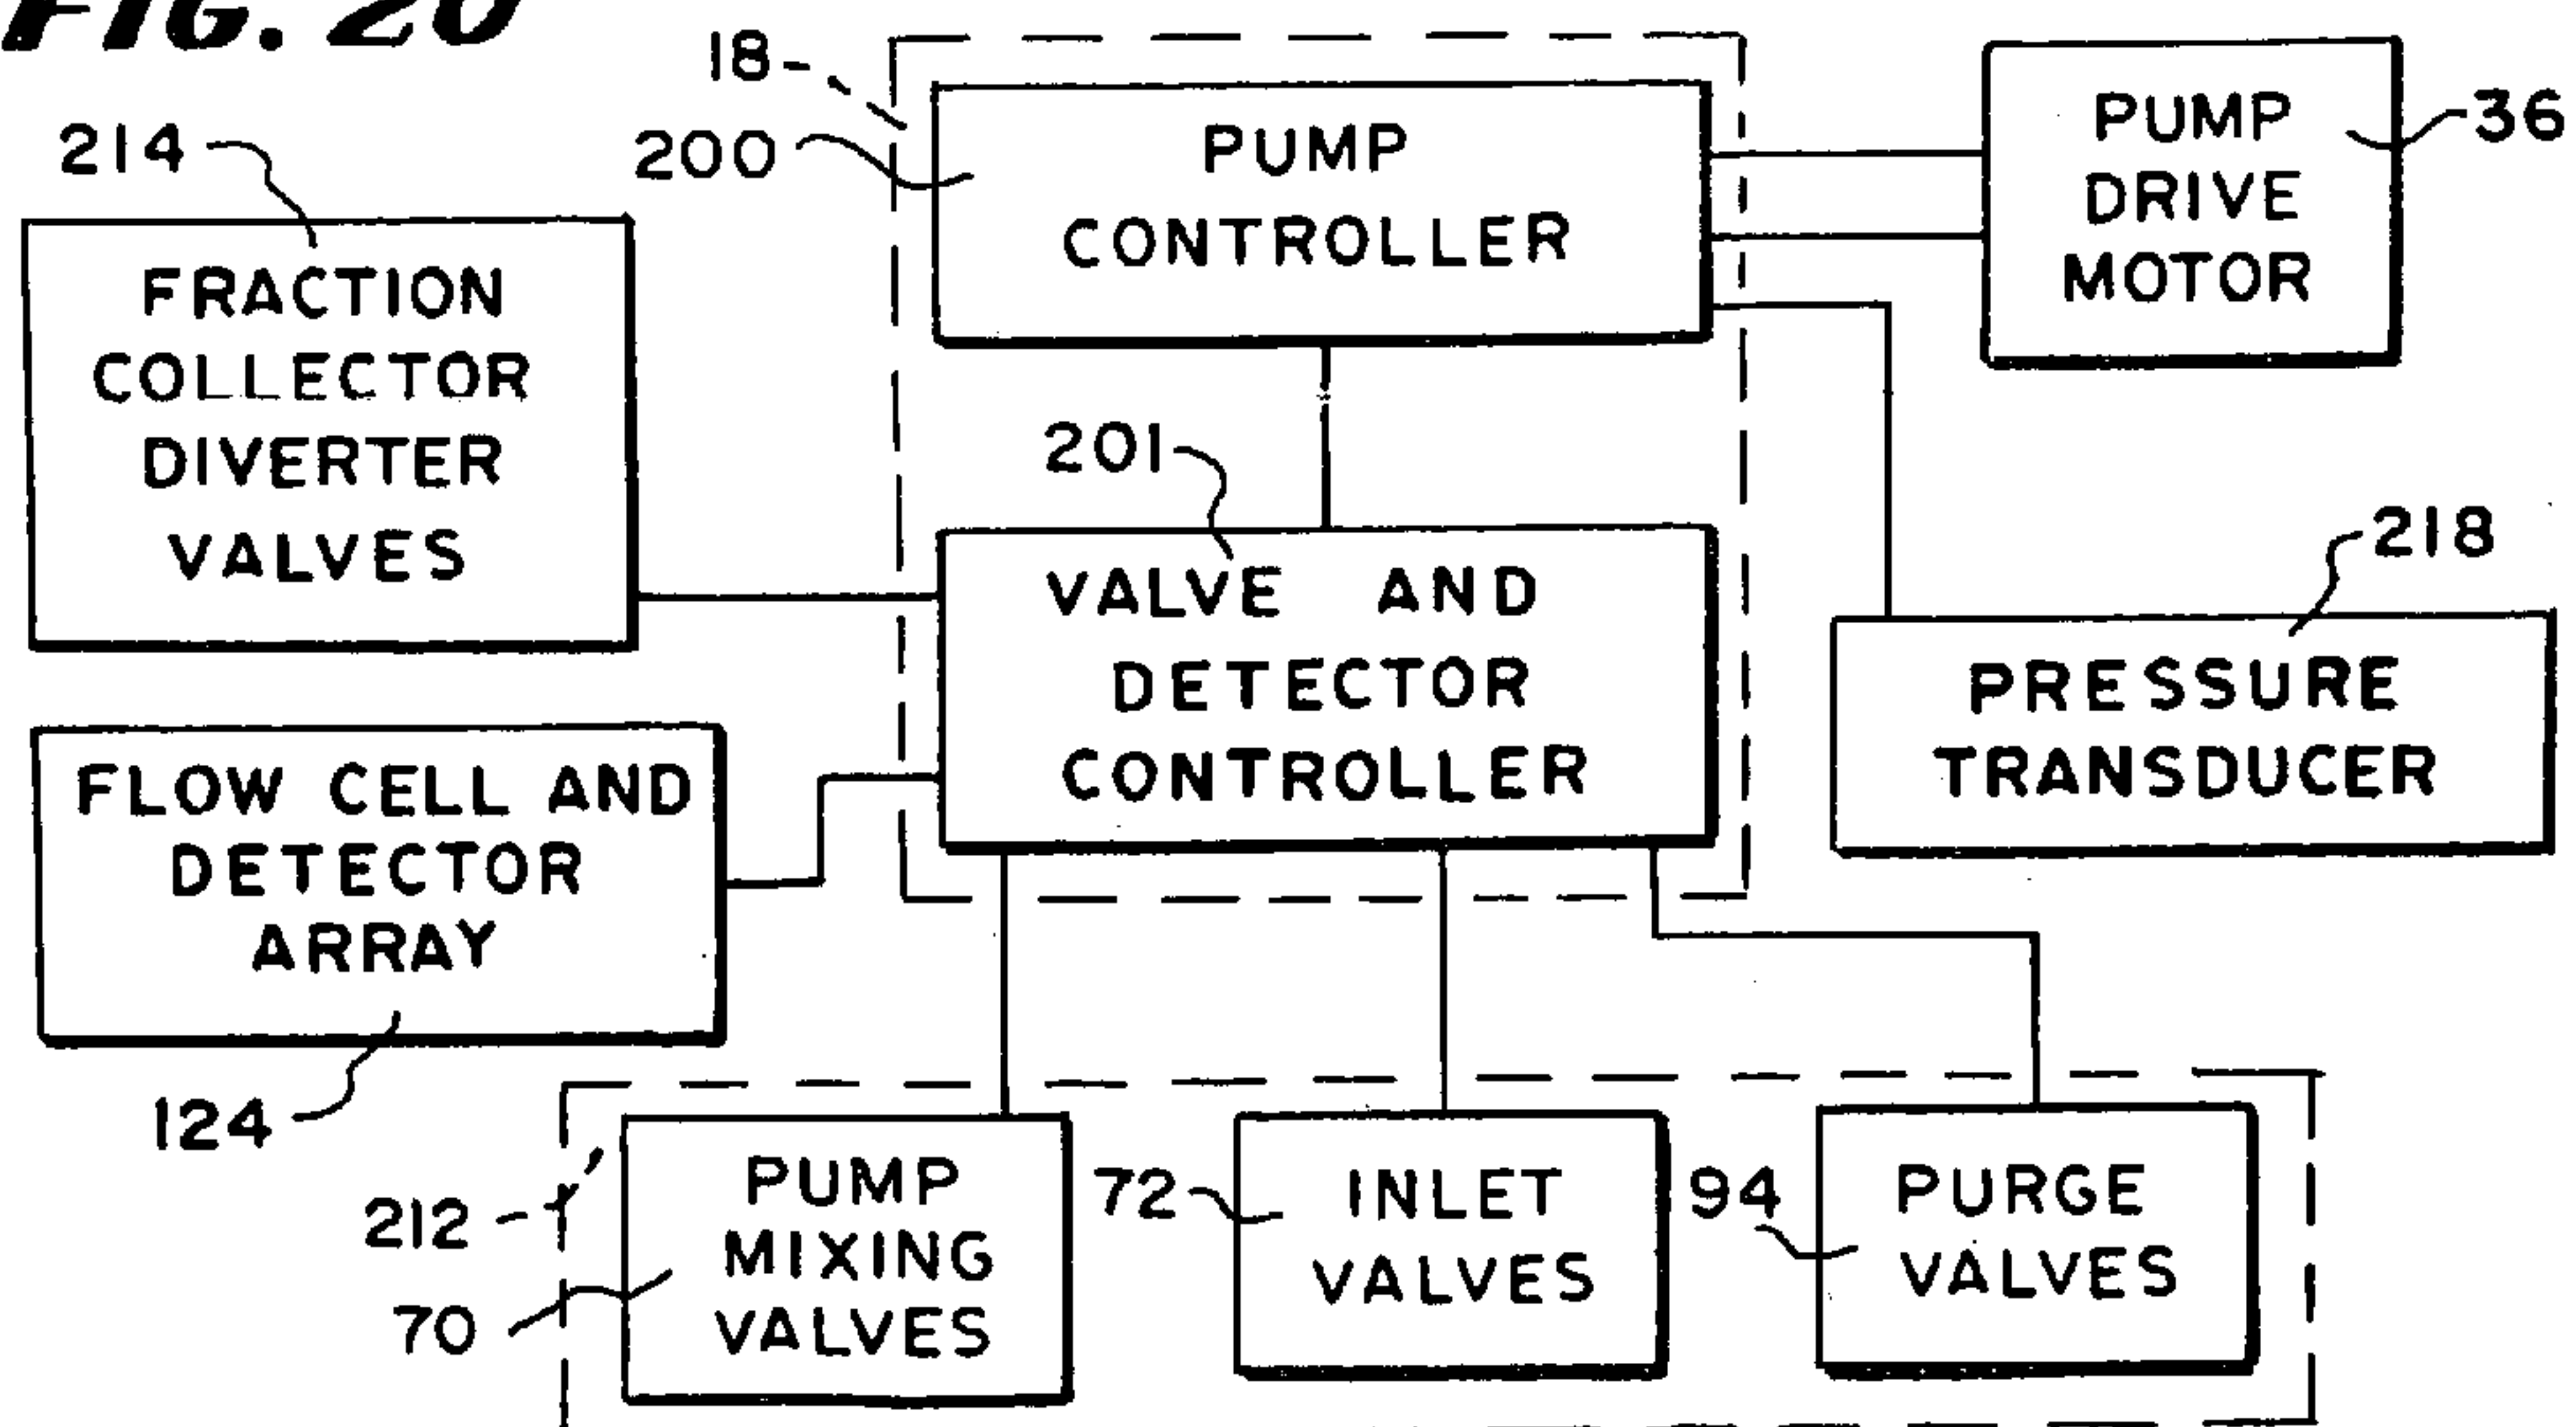 FIG. 20
18
200
PUMP
CONTROLLER
PUMP
DRIVE
MOTOR
36
214
FRACTION
COLLECTOR
DIVERTER
VALVES
201
VALVE AND
DETECTOR
CONTROLLER
218
PRESSURE
TRANSDUCER
FLOW CELL AND
DETECTOR
ARRAY
124
212
70
PUMP
MIXING
VALVES
72
INLET
VALVES
94
PURGE
VALVES